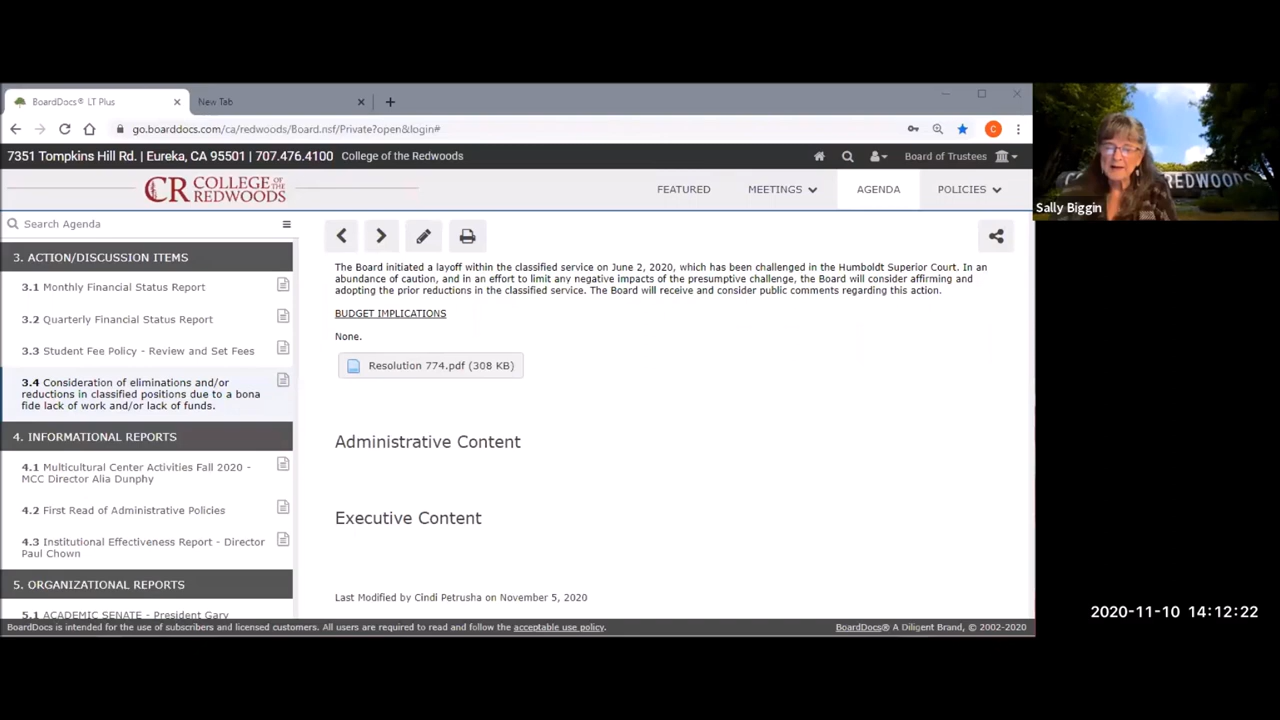 BoardDocs® LT Plus
New Tab
go.boarddocs.com/ca/redwoods/Board.nsf/Private?open&login#
C
7351 Tompkins Hill Rd. | Eureka, CA 95501 | 707.476.4100 College of the Redwoods
Board of Trustees
CR COLLEGE OF THE REDWOODS
FEATURED
MEETINGS
AGENDA
POLICIES
Search Agenda
3. ACTION/DISCUSSION ITEMS
3.1 Monthly Financial Status Report
3.2 Quarterly Financial Status Report
3.3 Student Fee Policy - Review and Set Fees
3.4 Consideration of eliminations and/or
reductions in classified positions due to a bona
fide lack of work and/or lack of funds.
4. INFORMATIONAL REPORTS
4.1 Multicultural Center Activities Fall 2020 -
MCC Director Alia Dunphy
4.2 First Read of Administrative Policies
4.3 Institutional Effectiveness Report - Director
Paul Chown
5. ORGANIZATIONAL REPORTS
5.1 ACADEMIC SENATE - President Gary
The Board initiated a layoff within the classified service on June 2, 2020, which has been challenged in the Humboldt Superior Court. In an
abundance of caution, and in an effort to limit any negative impacts of the presumptive challenge, the Board will consider affirming and
adopting the prior reductions in the classified service. The Board will receive and consider public comments regarding this action.
BUDGET IMPLICATIONS
None.
Resolution 774.pdf (308 KB)
Administrative Content
Executive Content
Last Modified by Cindi Petrusha on November 5, 2020
BoardDocs is intended for the use of subscribers and licensed customers. All users are required to read and follow the acceptable use policy.
BoardDocs® A Diligent Brand, © 2002-2020
REDWOODS
Sally Biggin
2020-11-10 14:12:22